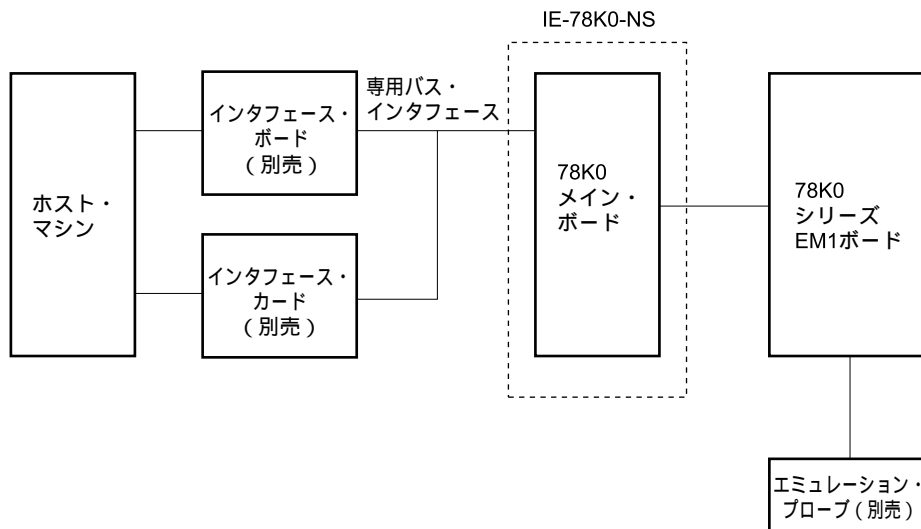 IE-78K0-NS
ホスト・
マシン
インタフェース・
ボード
（別売）
専用バス・
インタフェース
インタフェース・
カード
（別売）
78K0
メイン・
ボード
78K0
シリーズ
EM1ボード
エミュレーション・
プローブ（別売）